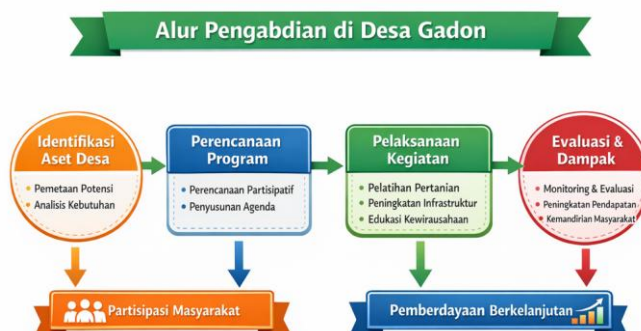 Alur Pengabdian di Desa Gadon
Identifikasi
Aset Desa
• Pemetaan Potensi
• Analisis Kebutuhan
Perencanaan
Program
• Perencanaan Partisipatif
• Penyusunan Agenda
Pelaksanaan
Kegiatan
• Pelatihan Pertanian
• Peningkatan Infrastruktur
• Edukasi Kewirausahaan
Evaluasi &
Dampak
• Monitoring & Evaluasi
• Peningkatan Pendapatan
• Kemandirian Masyarakat
Partisipasi Masyarakat
Pemberdayaan Berkelanjutan